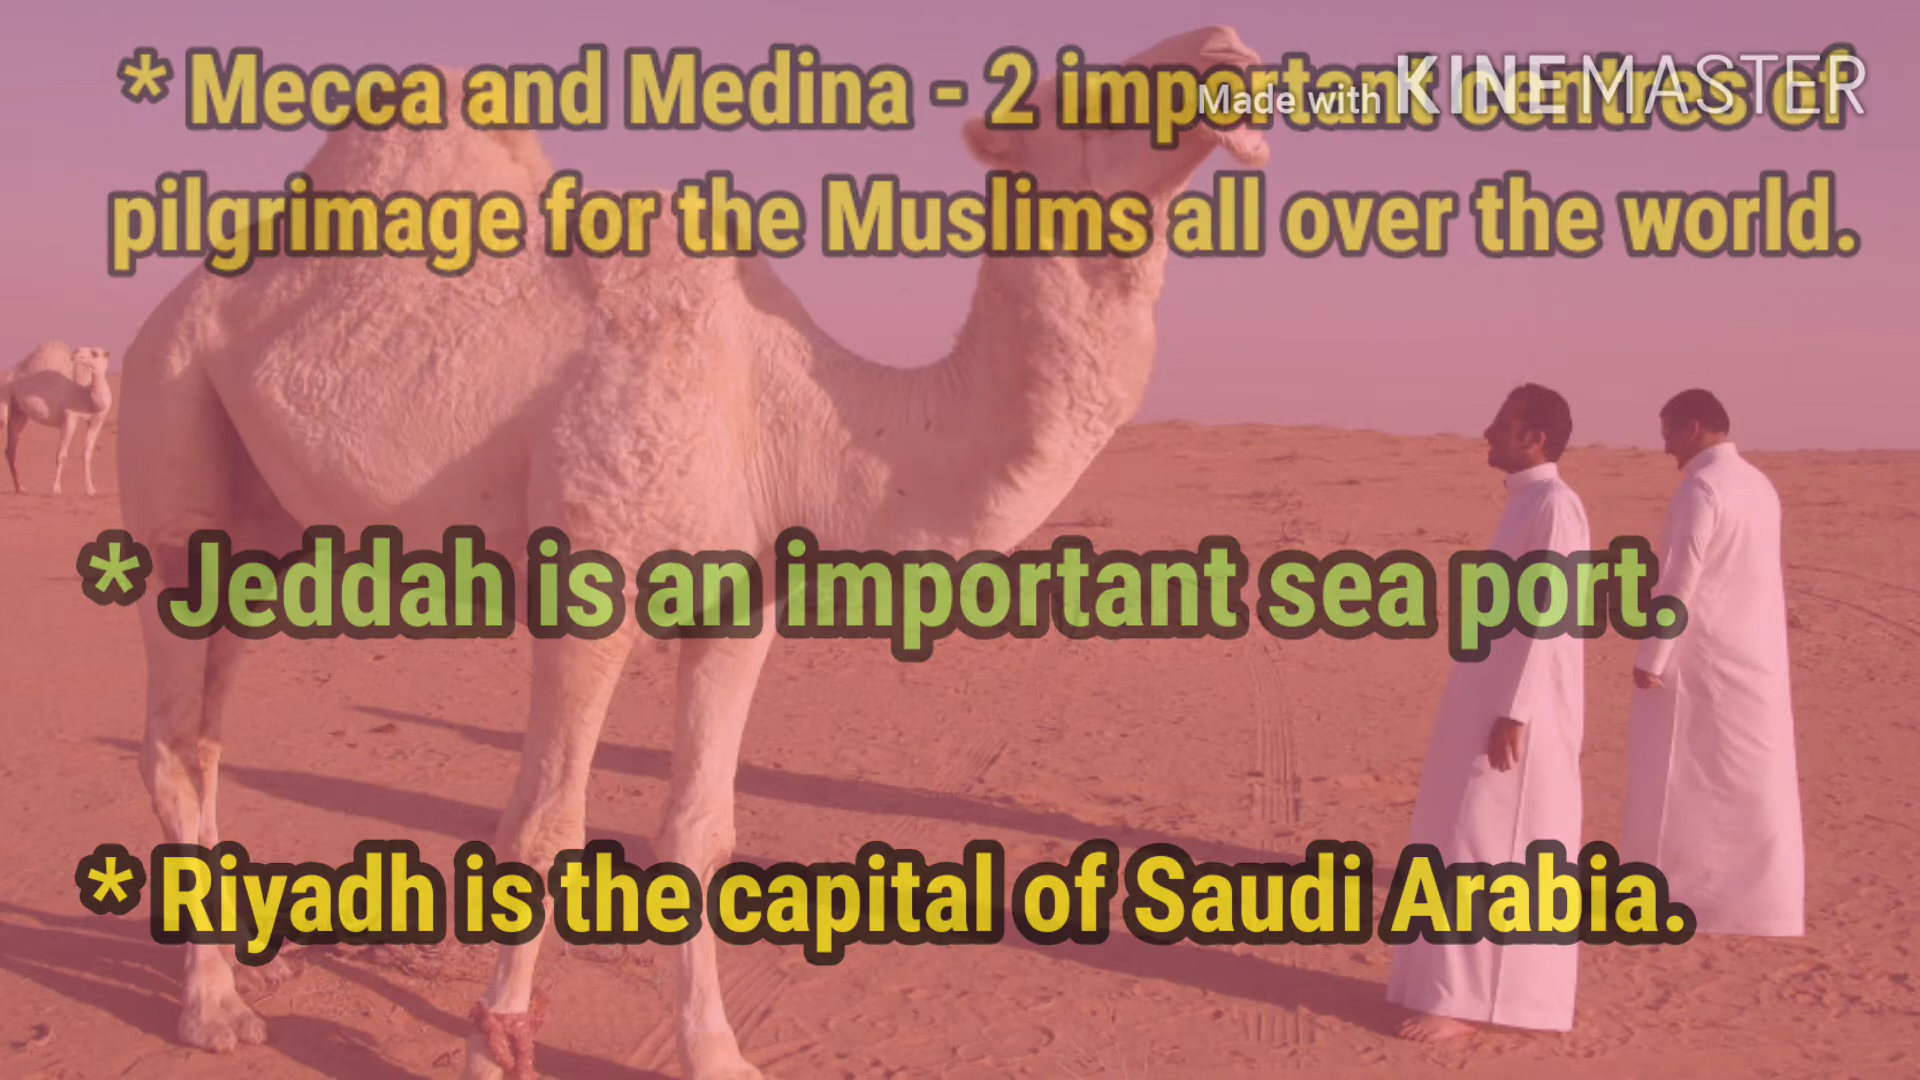 * Mecca and Medina - 2 important centres of
Made with KINEMASTER
pilgrimage for the Muslims all over the world.
* Jeddah is an important sea port.
* Riyadh is the capital of Saudi Arabia.